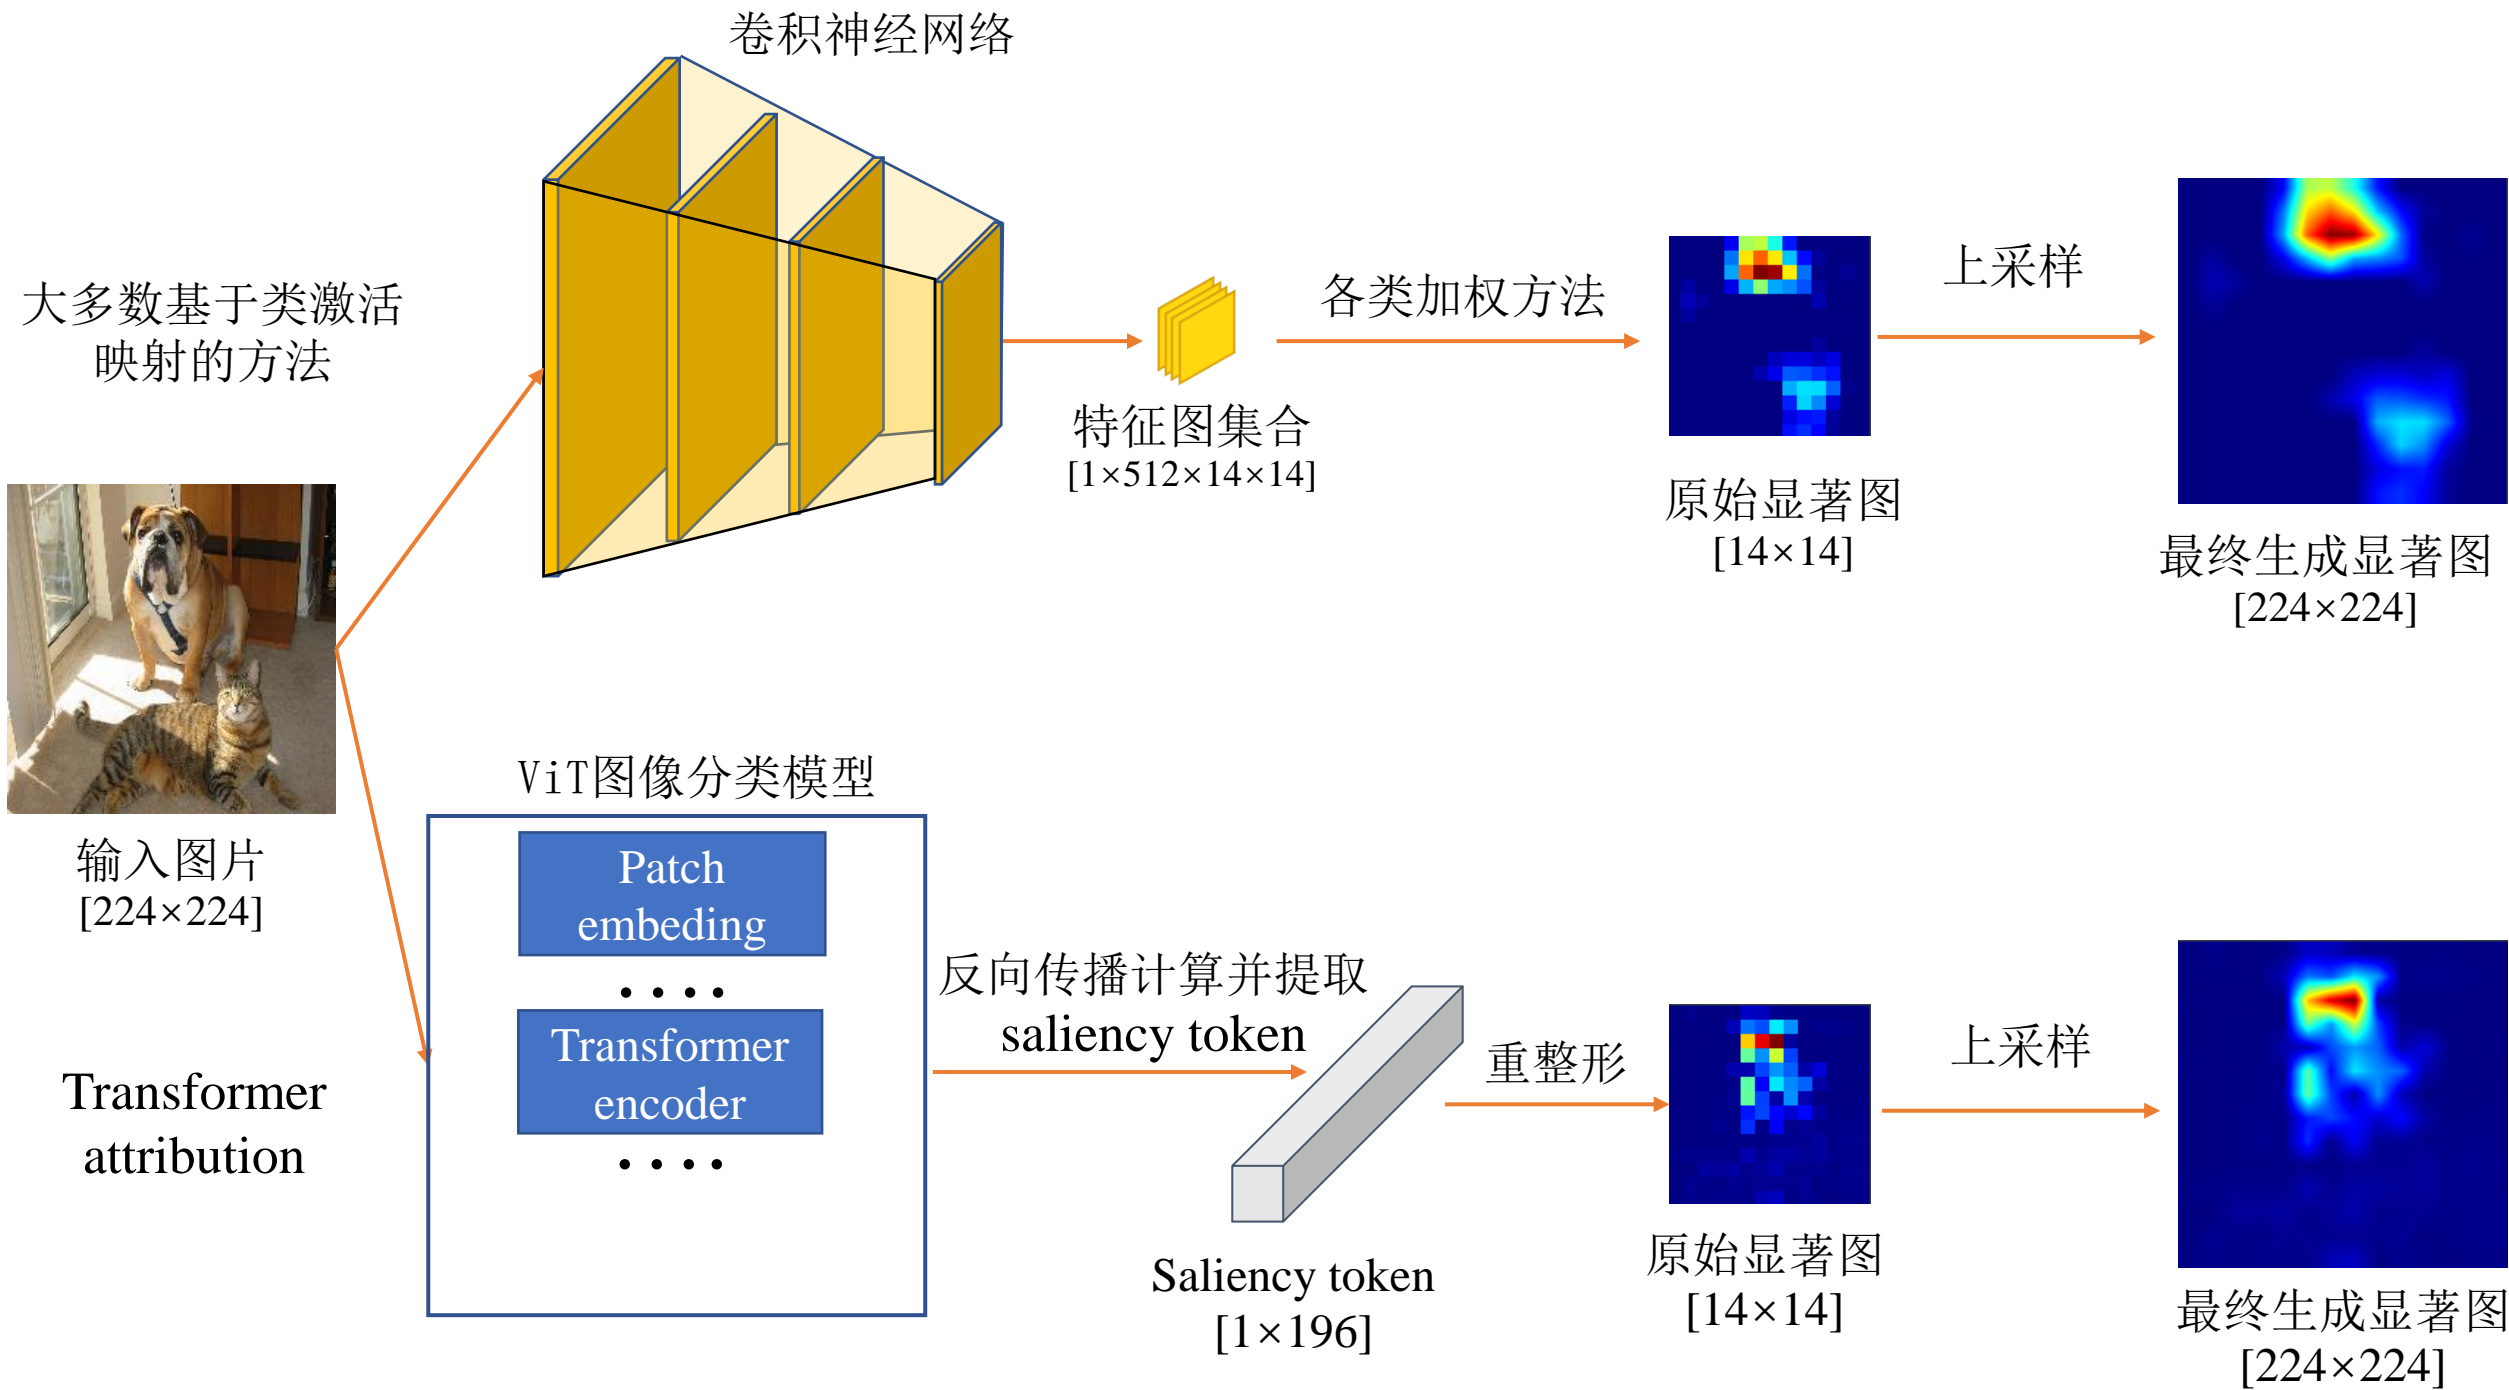 卷积神经网络
大多数基于类激活
映射的方法
特征图集合
[1×512×14×14]
各类加权方法
原始显著图
[14×14]
上采样
最终生成显著图
[224×224]
输入图片
[224×224]
Transformer
attribution
ViT图像分类模型
Patch
embeding
....
Transformer
encoder
....
反向传播计算并提取
saliency token
Saliency token
[1×196]
重整形
原始显著图
[14×14]
上采样
最终生成显著图
[224×224]